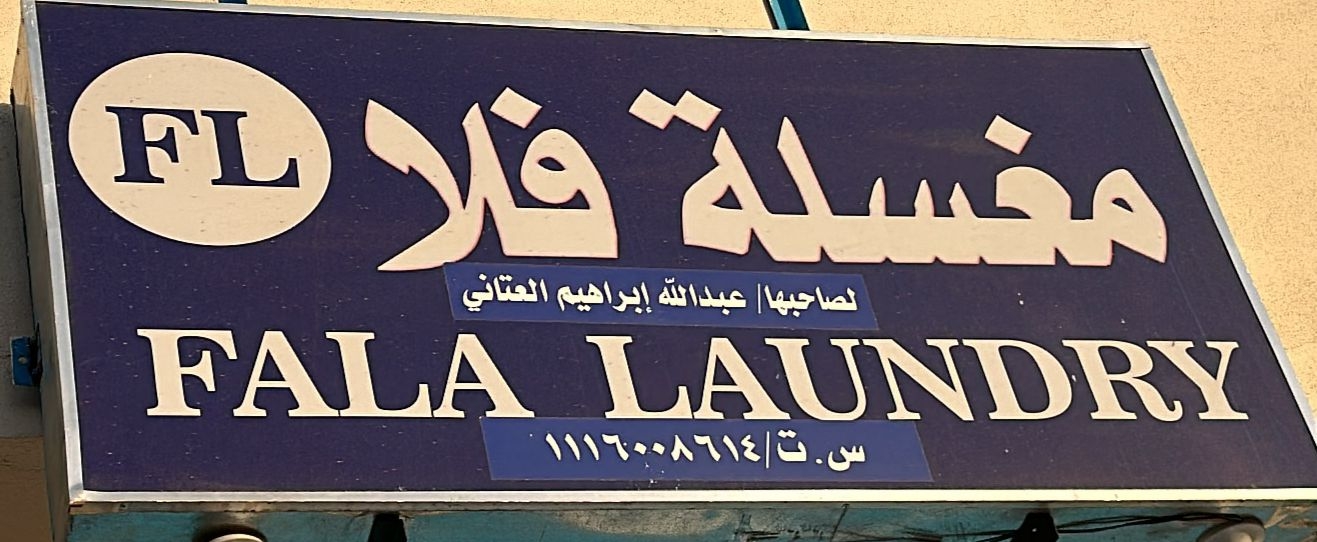 FL
مغسلة فلا
لصاحبها/ عبدالله إبراهيم العتاني
FALA LAUNDRY
س.ت/١١١٦٠٠٨٦١٤